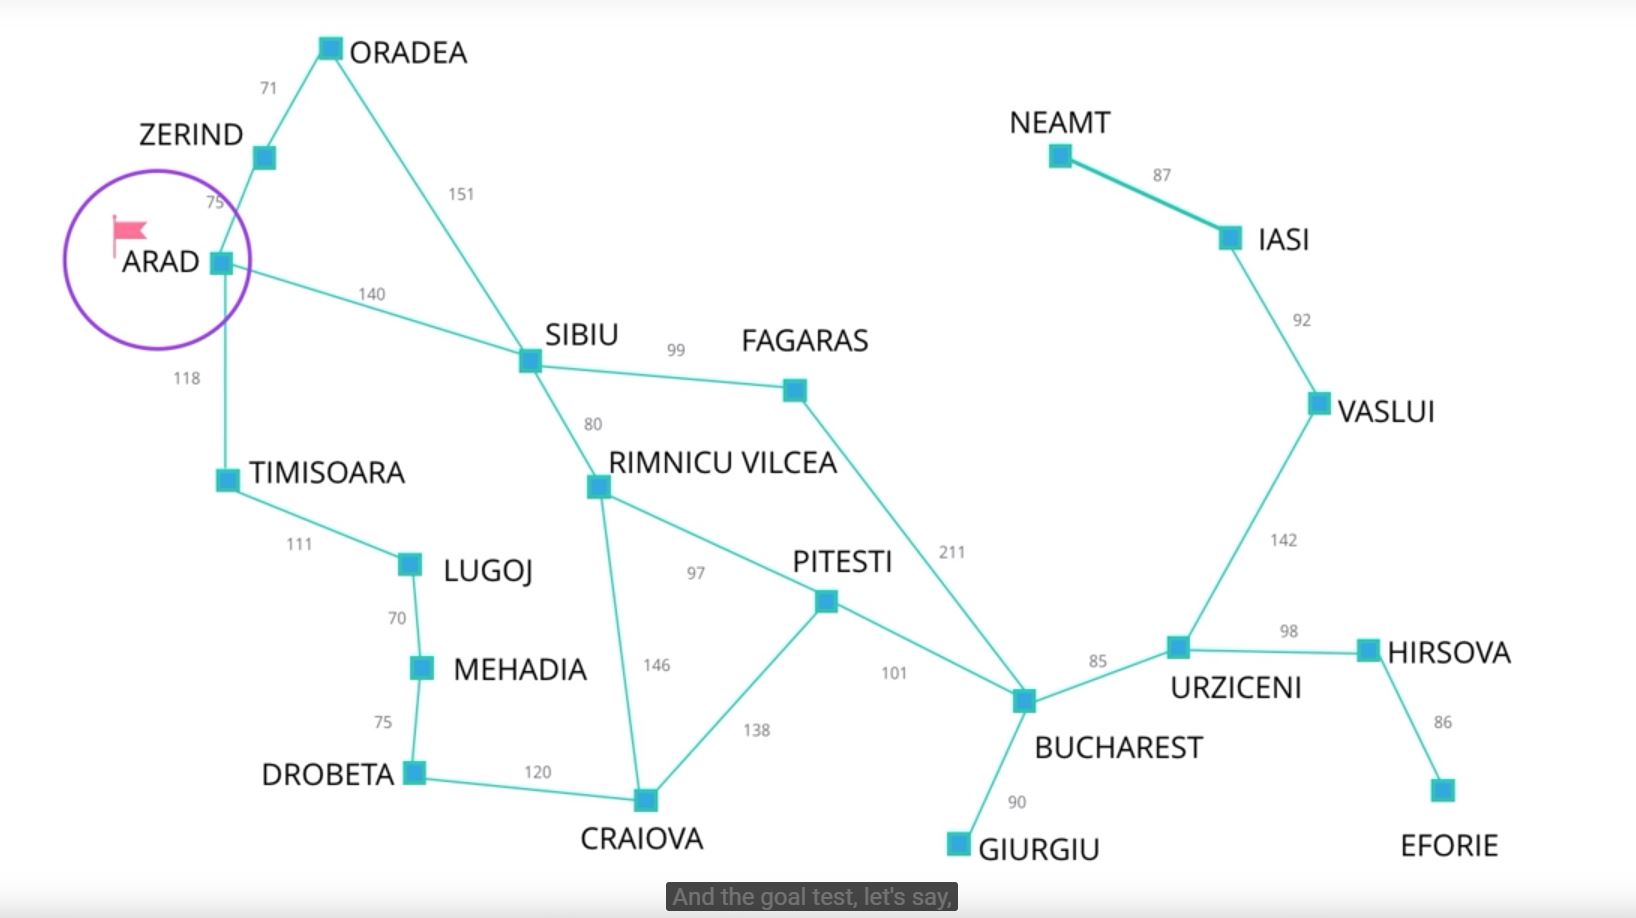 ORADEA
71
NEAMT
ZERIND
87
151
75
IASI
ARAD
140
92
SIBIU
FAGARAS
99
118
VASLUI
80
RIMNICU VILCEA
TIMISOARA
111
142
211
PITESTI
LUGOJ
97
70
98
HIRSOVA
146
85
MEHADIA
101
URZICENI
75
138
86
BUCHAREST
DROBETA
120
90
CRAIOVA
GIURGIU
EFORIE
And the goal test, let's say,